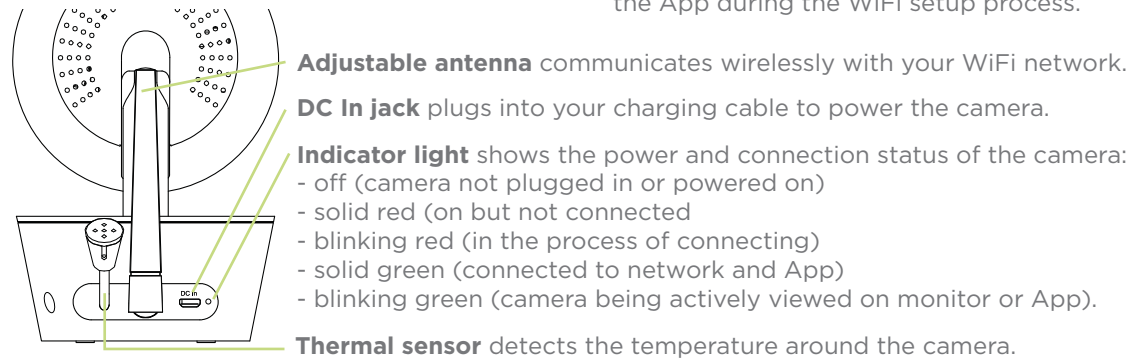 the App during the WiFi setup process.
Adjustable antenna communicates wirelessly with your WiFi network.
DC In jack plugs into your charging cable to power the camera.
Indicator light shows the power and connection status of the camera:
- off (camera not plugged in or powered on)
- solid red (on but not connected
- blinking red (in the process of connecting)
- solid green (connected to network and App)
- blinking green (camera being actively viewed on monitor or App).
DC in
Thermal sensor detects the temperature around the camera.